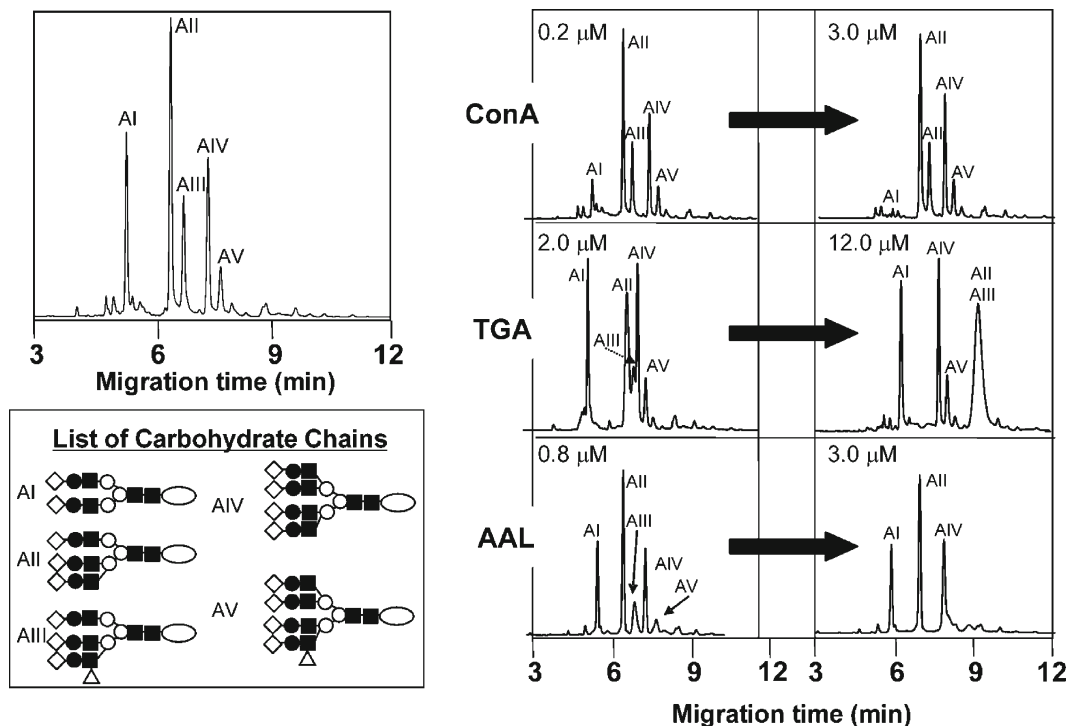 AII
AI
AIV
AIII
AV
3 6 9 12
Migration time (min)
List of Carbohydrate Chains
AI
AIV
AII
AV
AIII
ConA
0.2 μM
AII
AIV
AIII
AI
AV
3.0 μM
AII
AIV
AII
AV
AI
TGA
2.0 μM
AIV
AI
AII
AIII
AV
12.0 μM
AIV
AI
AII
AIII
AV
AAL
0.8 μM
AII
AIII
AI
AIV
AV
3.0 μM
AII
AI
AIV
3 6 9 12 3 6 9 12
Migration time (min)